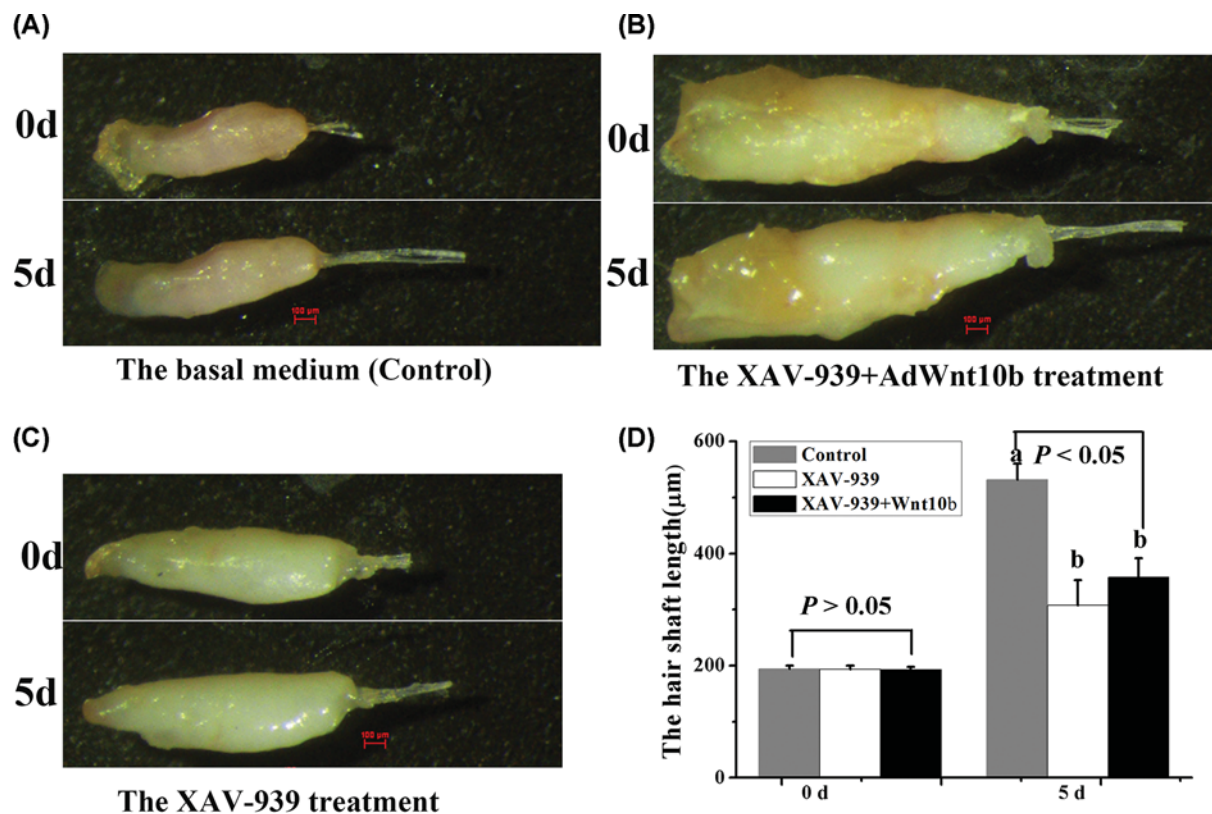 (A)
0d
5d
100 μm
The basal medium (Control)
(B)
0d
5d
100 μm
The XAV-939+AdWnt10b treatment
(C)
0d
5d
100 μm
The XAV-939 treatment
(D)
The hair shaft length(μm)
600
400
200
0
Control
XAV-939
XAV-939+Wnt10b
P > 0.05
a
P < 0.05
b
b
0 d
5 d